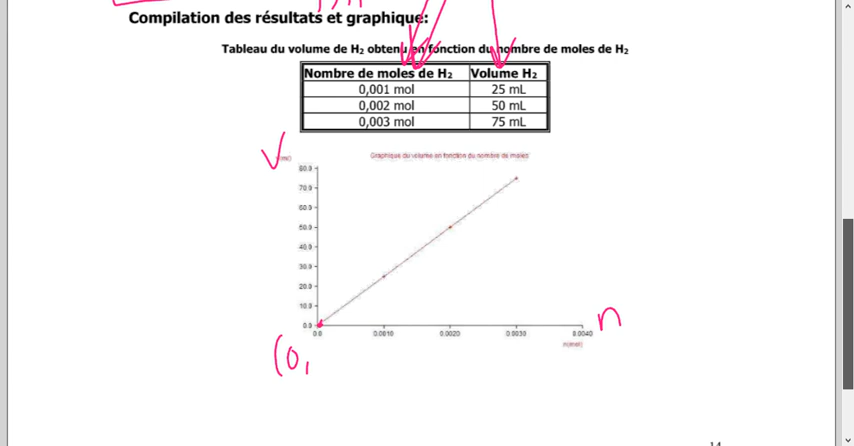 Compilation des résultats et graphique:
Tableau du volume de H₂ obtenu en fonction du nombre de moles de H₂
Nombre de moles de H₂ Volume H₂
0,001 mol 25 mL
0,002 mol 50 mL
0,003 mol 75 mL
V
Graphique du volume en fonction du nombre de moles
80.0
70.0
60.0
50.0
40.0
30.0
20.0
10.0
0.0
0.0 0.0010 0.0020 0.0030 0.0040
n
n(mol)
(0,